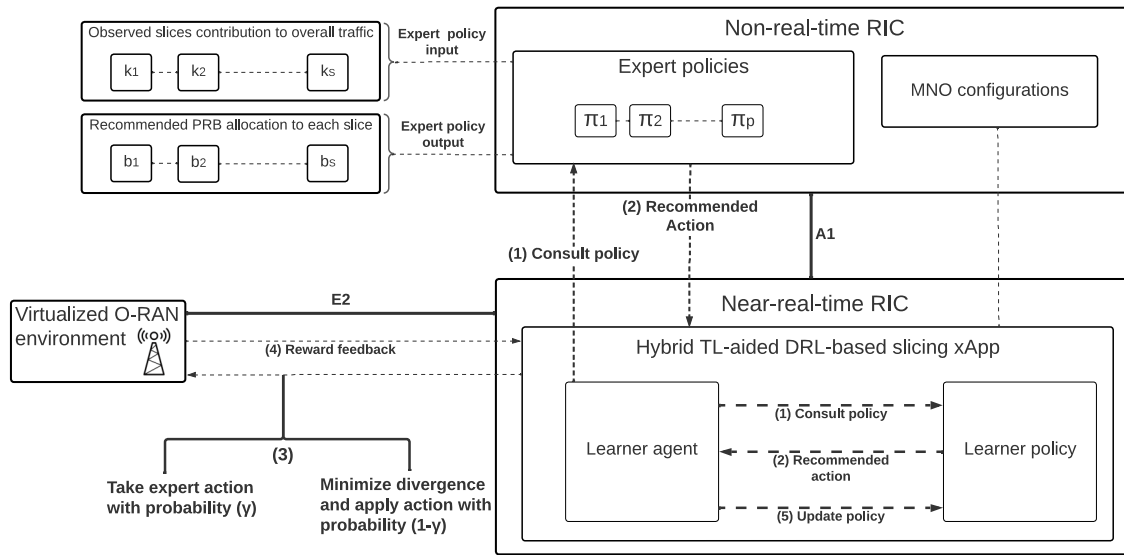 Observed slices contribution to overall traffic
k1
k2
ks
Expert policy
input
Recommended PRB allocation to each slice
b1
b2
bs
Expert policy
output
Non-real-time RIC
Expert policies
π1
π2
πp
MNO configurations
(2) Recommended
Action
(1) Consult policy
A1
E2
Virtualized O-RAN
environment
(4) Reward feedback
(3)
Take expert action
with probability (γ)
Minimize divergence
and apply action with
probability (1-γ)
Near-real-time RIC
Hybrid TL-aided DRL-based slicing xApp
Learner agent
(1) Consult policy
(2) Recommended
action
(5) Update policy
Learner policy